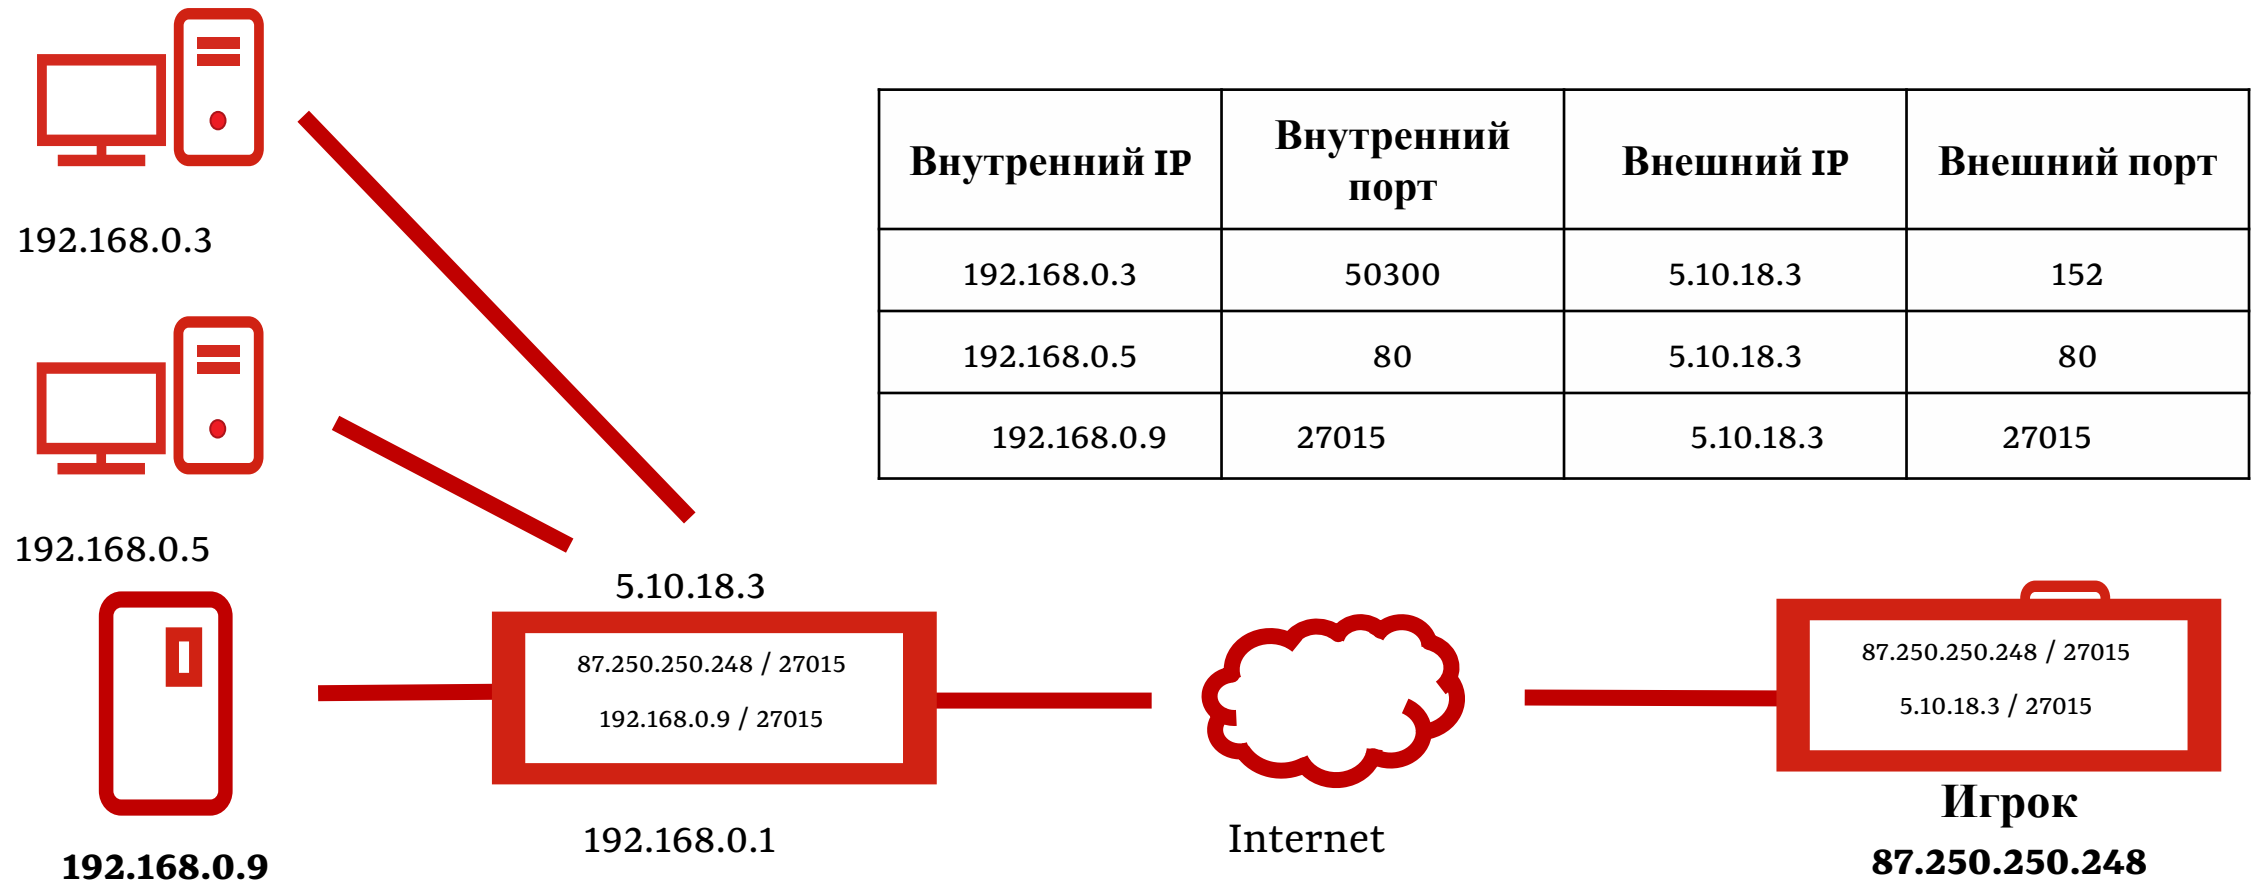 Внутренний IP
Внутренний
порт
Внешний IP
Внешний порт
192.168.0.3
50300
5.10.18.3
152
192.168.0.5
80
5.10.18.3
80
192.168.0.9
27015
5.10.18.3
27015
192.168.0.3
192.168.0.5
5.10.18.3
87.250.250.248 / 27015
192.168.0.9 / 27015
87.250.250.248 / 27015
5.10.18.3 / 27015
192.168.0.9
192.168.0.1
Internet
Игрок
87.250.250.248